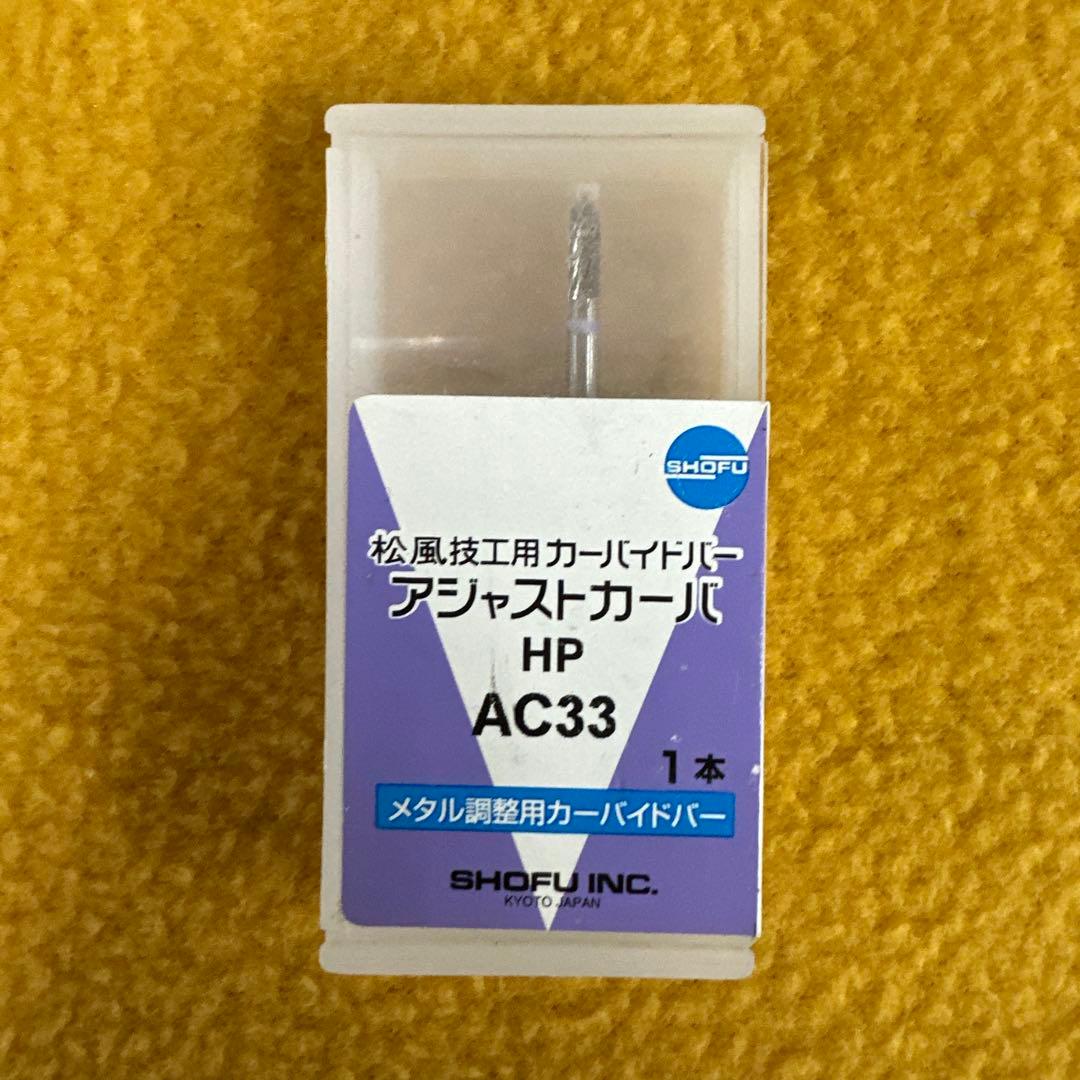 SHOFU
松風技工用カーバイドバー
アジャストカーバ
HP
AC33
1本
メタル調整用カーバイドバー
SHOFU INC.
KYOTO JAPAN